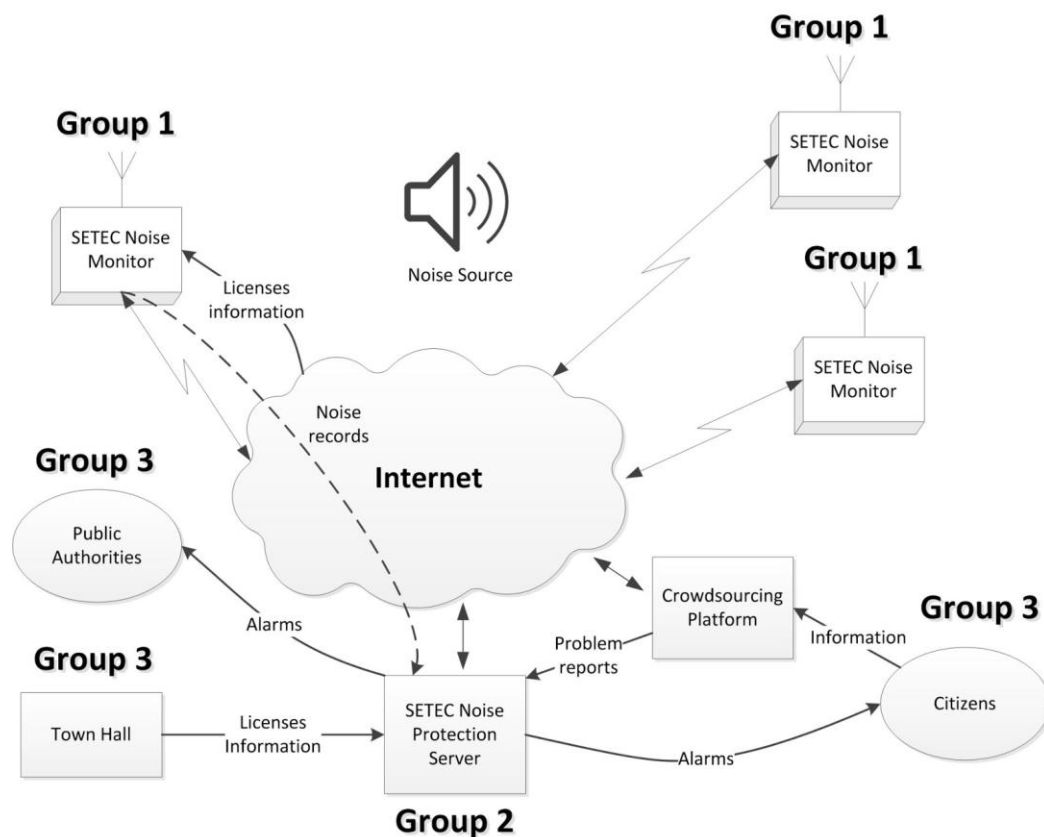 Group 1
Group 1
SETEC Noise
Monitor
SETEC Noise
Monitor
Noise Source
Group 1
SETEC Noise
Monitor
Licenses
information
Noise
records
Internet
Group 3
Public
Authorities
Alarms
Crowdsourcing
Platform
Group 3
Information
Problem
reports
Citizens
Group 3
Town Hall
Licenses
Information
SETEC Noise
Protection
Server
Alarms
Group 2